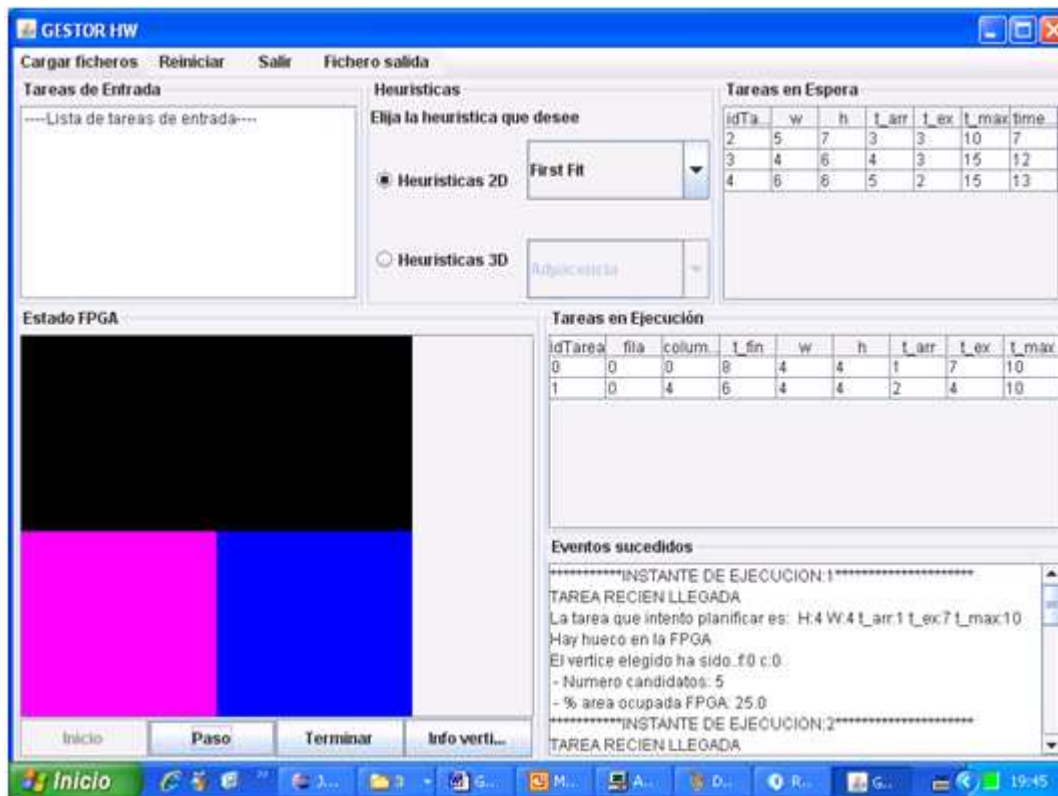 GESTOR HW
Cargar ficheros Reiniciar Salir Fichero salida
Tareas de Entrada
----Lista de tareas de entrada----
Heurísticas
Elija la heurística que desee
Heurísticas 2D
First Fit
Heurísticas 3D
Adyacencia
Tareas en Espera
idTa... w h t_arr t_ex t_max time
2 5 7 3 3 10 7
3 4 6 4 3 15 12
4 6 6 5 2 15 13
Estado FPGA
Tareas en Ejecución
idTarea fila colum... t_fin w h t_arr t_ex t_max
0 0 0 8 4 4 1 7 10
1 0 4 6 4 4 2 4 10
Eventos sucedidos
***********INSTANTE DE EJECUCION:1**********************
TAREA RECIEN LLEGADA
La tarea que intento planificar es: H:4 W:4 t_arr:1 t_ex:7 t_max:10
Hay hueco en la FPGA
El vertice elegido ha sido :f:0 c:0
- Numero candidatos: 5
- % area ocupada FPGA: 25.0
***********INSTANTE DE EJECUCION:2**********************
TAREA RECIEN LLEGADA
Inicio Paso Terminar Info verti...
Inicio J... 3 G... M... A... D... R... G... 19:45